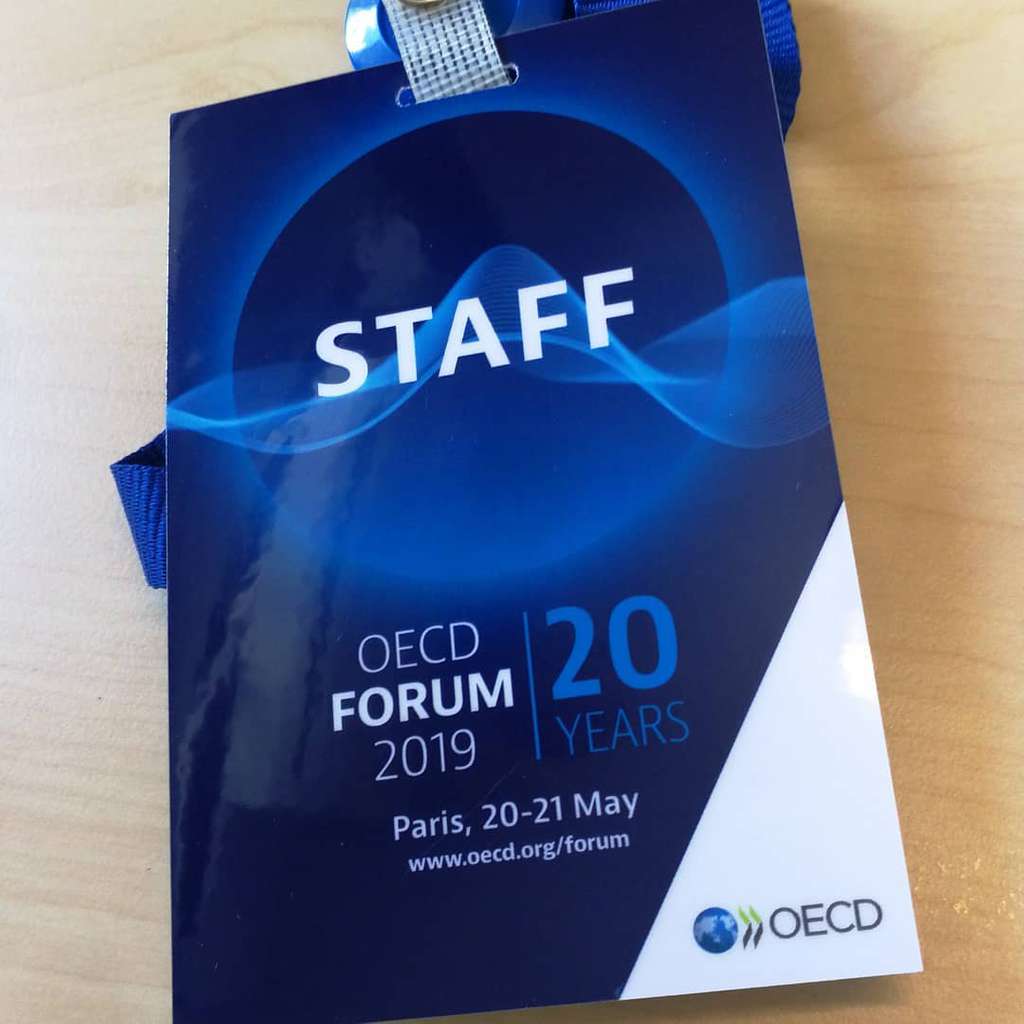 STAFF
OECD
FORUM
2019
20
YEARS
Paris, 20-21 May
www.oecd.org/forum
OECD